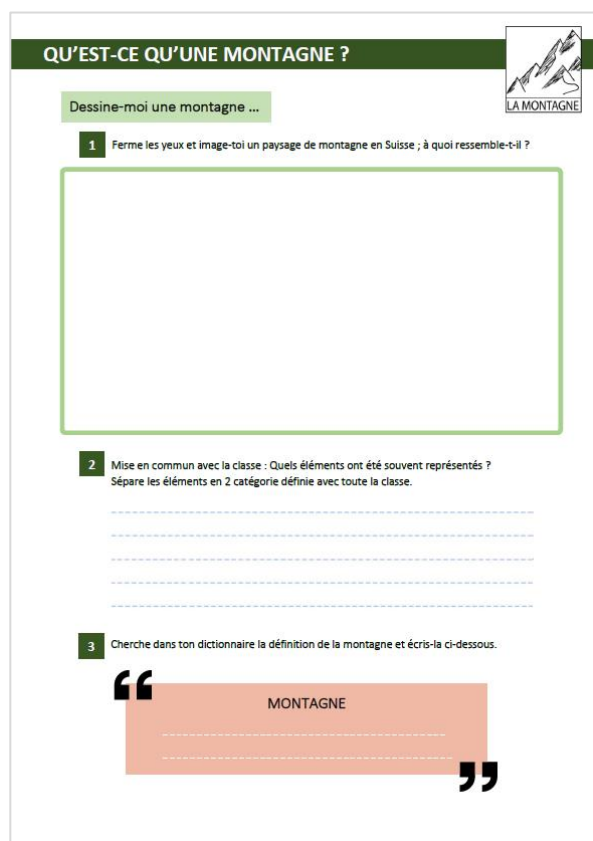 QU'EST-CE QU'UNE MONTAGNE ?
LA MONTAGNE
Dessine-moi une montagne ...
1 Ferme les yeux et image-toi un paysage de montagne en Suisse ; à quoi ressemble-t-il ?
2 Mise en commun avec la classe : Quels éléments ont été souvent représentés ?
Sépare les éléments en 2 catégorie définie avec toute la classe.
3 Cherche dans ton dictionnaire la définition de la montagne et écris-la ci-dessous.
“
MONTAGNE
”